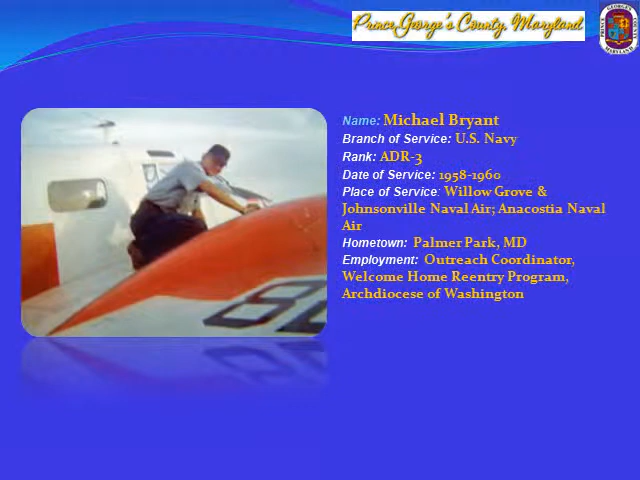 Prince George's County, Maryland
Name: Michael Bryant
Branch of Service: U.S. Navy
Rank: ADR-3
Date of Service: 1958-1960
Place of Service: Willow Grove &
Johnsonville Naval Air; Anacostia Naval
Air
Hometown: Palmer Park, MD
Employment: Outreach Coordinator,
Welcome Home Reentry Program,
Archdiocese of Washington